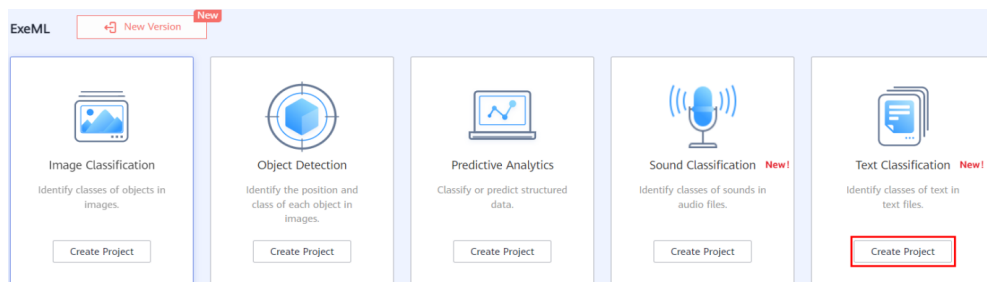 New
ExeML
New Version
Image Classification
Identify classes of objects in
images.
Create Project
Object Detection
Identify the position and
class of each object in
images.
Create Project
Predictive Analytics
Classify or predict structured
data.
Create Project
Sound Classification New!
Identify classes of sounds in
audio files.
Create Project
Text Classification New!
Identify classes of text in
text files.
Create Project